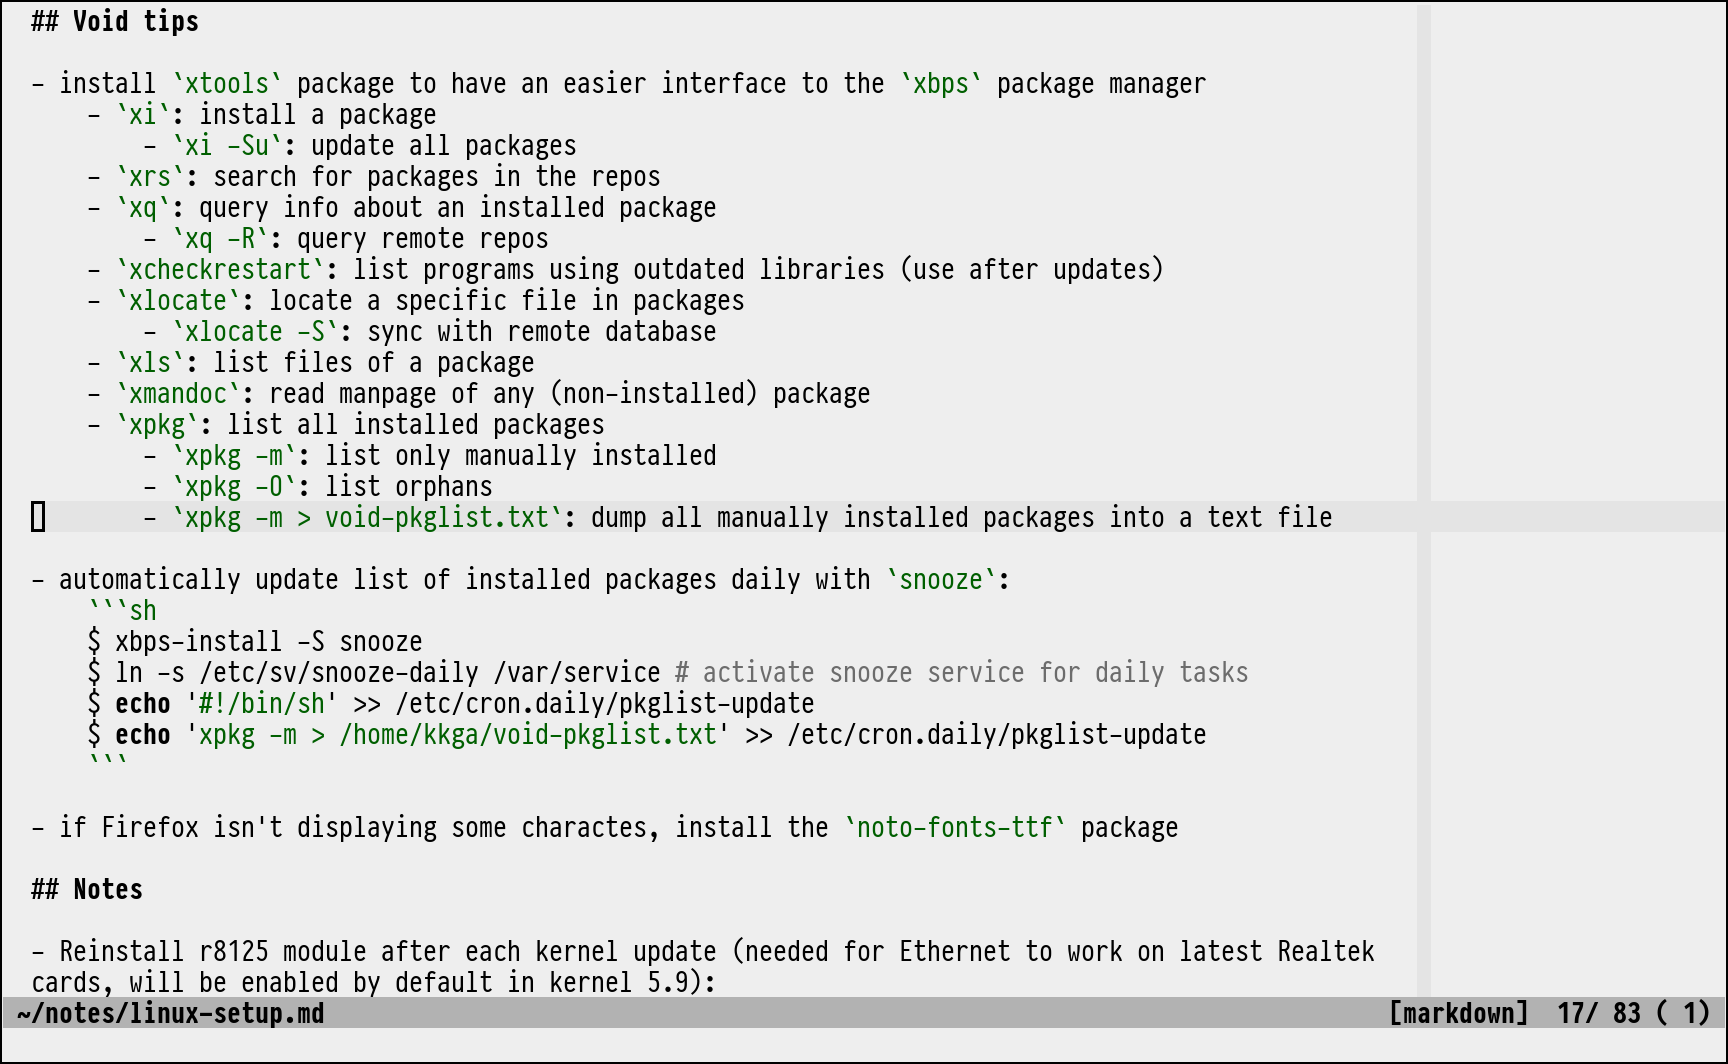 ## Void tips
- install `xtools` package to have an easier interface to the `xbps` package manager
- `xi`: install a package
- `xi -Su`: update all packages
- `xrs`: search for packages in the repos
- `xq`: query info about an installed package
- `xq -R`: query remote repos
- `xcheckrestart`: list programs using outdated libraries (use after updates)
- `xlocate`: locate a specific file in packages
- `xlocate -S`: sync with remote database
- `xls`: list files of a package
- `xmandoc`: read manpage of any (non-installed) package
- `xpkg`: list all installed packages
- `xpkg -m`: list only manually installed
- `xpkg -O`: list orphans
- `xpkg -m > void-pkglist.txt`: dump all manually installed packages into a text file
- automatically update list of installed packages daily with `snooze`:
```sh
$ xbps-install -S snooze
$ ln -s /etc/sv/snooze-daily /var/service # activate snooze service for daily tasks
$ echo '#!/bin/sh' >> /etc/cron.daily/pkglist-update
$ echo 'xpkg -m > /home/kkga/void-pkglist.txt' >> /etc/cron.daily/pkglist-update
```
- if Firefox isn't displaying some charactes, install the `noto-fonts-ttf` package
## Notes
- Reinstall r8125 module after each kernel update (needed for Ethernet to work on latest Realtek
cards, will be enabled by default in kernel 5.9):
~/notes/linux-setup.md [markdown] 17/ 83 ( 1)